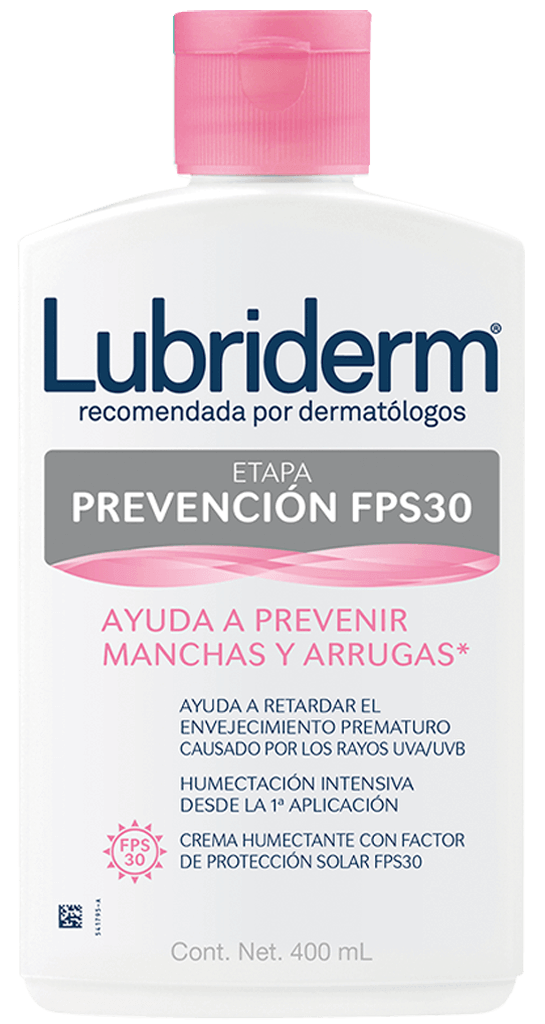 Lubriderm®
recomendada por dermatólogos
ETAPA
PREVENCIÓN FPS30
AYUDA A PREVENIR
MANCHAS Y ARRUGAS*
AYUDA A RETARDAR EL
ENVEJECIMIENTO PREMATURO
CAUSADO POR LOS RAYOS UVA/UVB
HUMECTACIÓN INTENSIVA
DESDE LA 1ª APLICACIÓN
FPS
30
CREMA HUMECTANTE CON FACTOR
DE PROTECCIÓN SOLAR FPS30
541795-A
Cont. Net. 400 mL